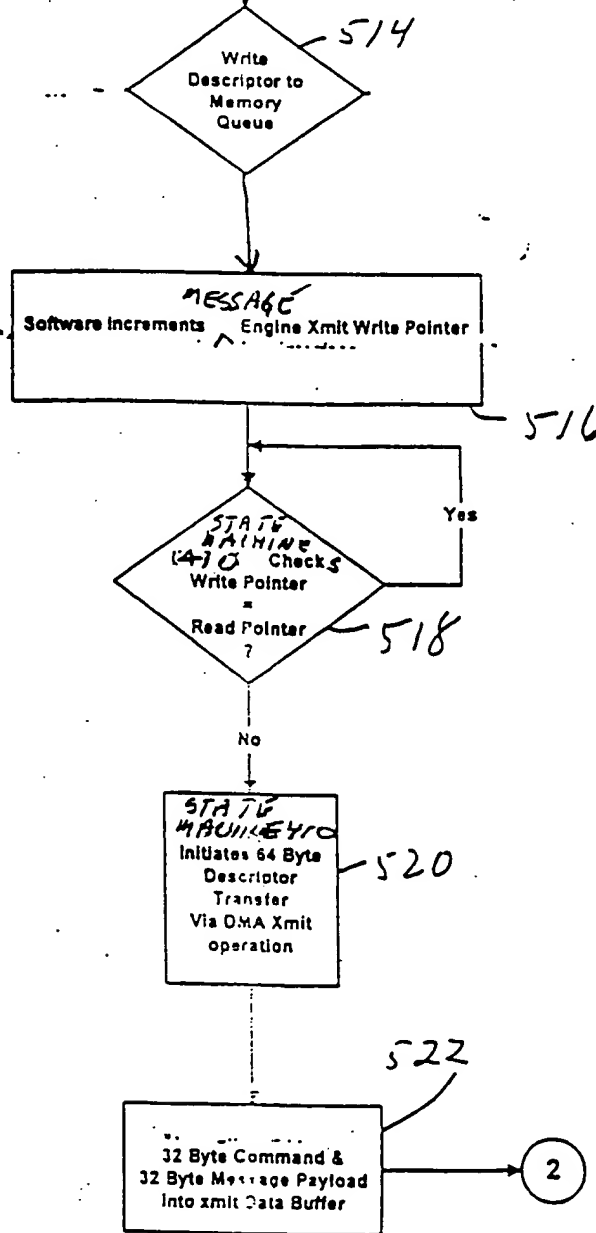 514
Write
Descriptor to
Memory
Queue
MESSAGE
Software Increments Engine Xmit Write Pointer
516
Yes
STATE
MACHINE
Checks
Write Pointer
=
Read Pointer
?
518
No
STATE
MACHINE 410
Initiates 64 Byte
Descriptor
Transfer
Via DMA Xmit
operation
520
522
32 Byte Command &
32 Byte Message Payload
Into xmit Data Buffer
2